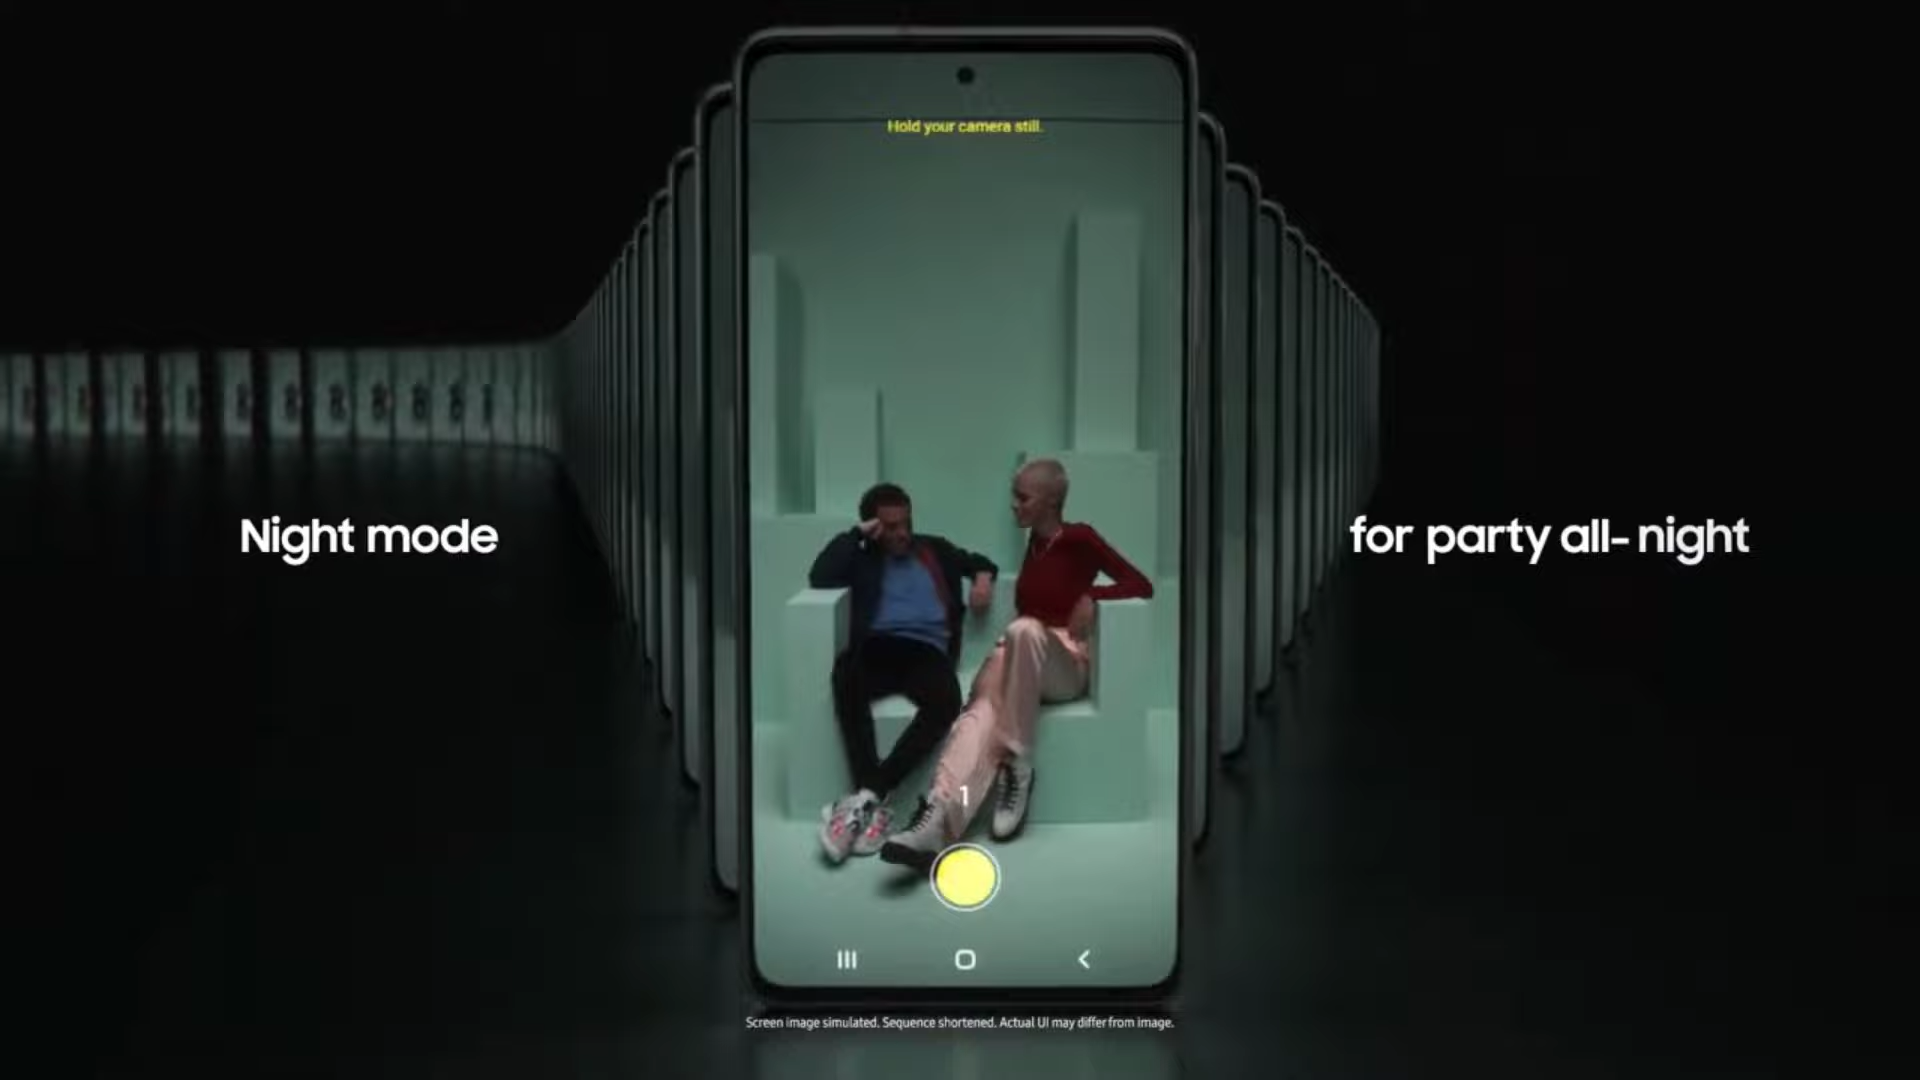 Hold your camera still.
Night mode
for party all- night
1
Screen image simulated. Sequence shortened. Actual UI may differ from image.